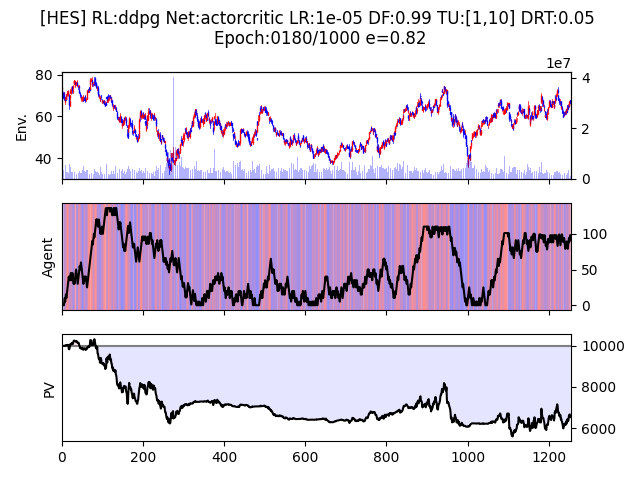 [HES] RL:ddpg Net:actorcritic LR:1e-05 DF:0.99 TU:[1,10] DRT:0.05
Epoch:0180/1000 e=0.82
1e7
80
60
40
Env.
4
2
0
Agent
100
50
0
PV
10000
8000
6000
0 200 400 600 800 1000 1200